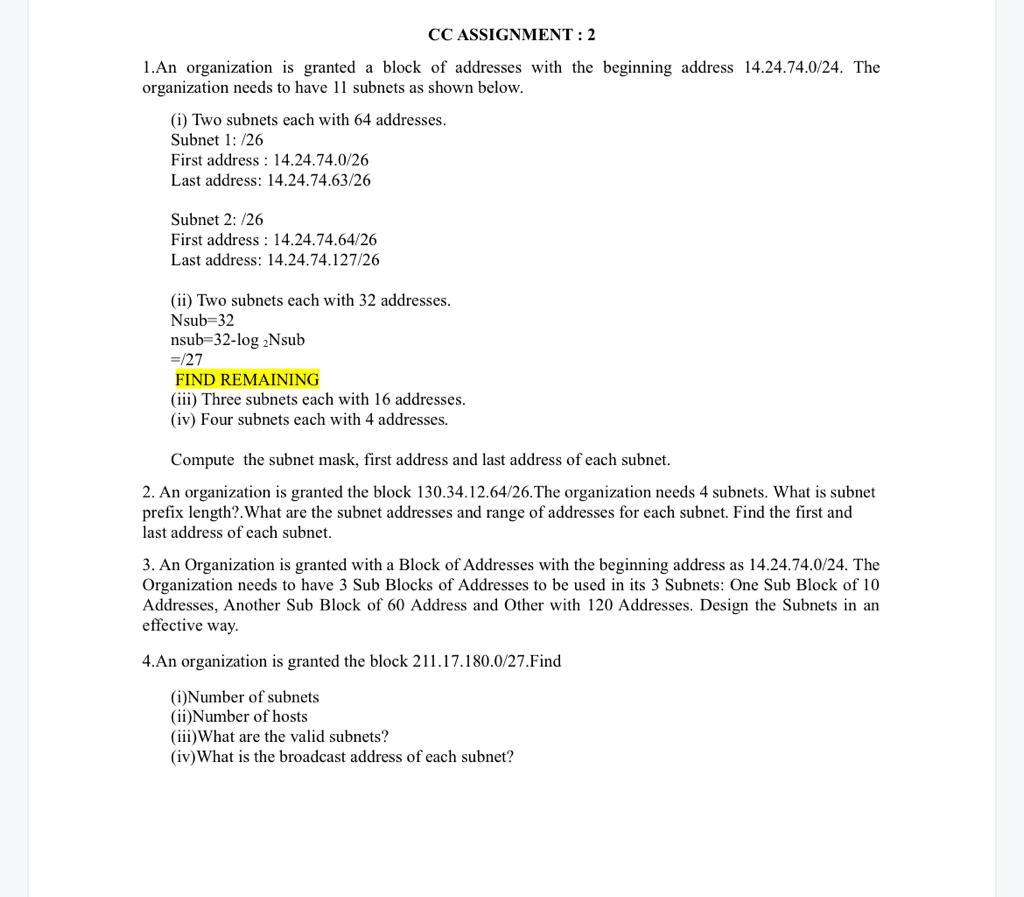 CC ASSIGNMENT : 2
1.An organization is granted a block of addresses with the beginning address 14.24.74.0/24. The
organization needs to have 11 subnets as shown below.
(i) Two subnets each with 64 addresses.
Subnet 1: /26
First address : 14.24.74.0/26
Last address: 14.24.74.63/26
Subnet 2: /26
First address : 14.24.74.64/26
Last address: 14.24.74.127/26
(ii) Two subnets each with 32 addresses.
Nsub=32
nsub=32-log ₂Nsub
=/27
FIND REMAINING
(iii) Three subnets each with 16 addresses.
(iv) Four subnets each with 4 addresses.
Compute the subnet mask, first address and last address of each subnet.
2. An organization is granted the block 130.34.12.64/26.The organization needs 4 subnets. What is subnet
prefix length?.What are the subnet addresses and range of addresses for each subnet. Find the first and
last address of each subnet.
3. An Organization is granted with a Block of Addresses with the beginning address as 14.24.74.0/24. The
Organization needs to have 3 Sub Blocks of Addresses to be used in its 3 Subnets: One Sub Block of 10
Addresses, Another Sub Block of 60 Address and Other with 120 Addresses. Design the Subnets in an
effective way.
4.An organization is granted the block 211.17.180.0/27.Find
(i)Number of subnets
(ii)Number of hosts
(iii)What are the valid subnets?
(iv)What is the broadcast address of each subnet?